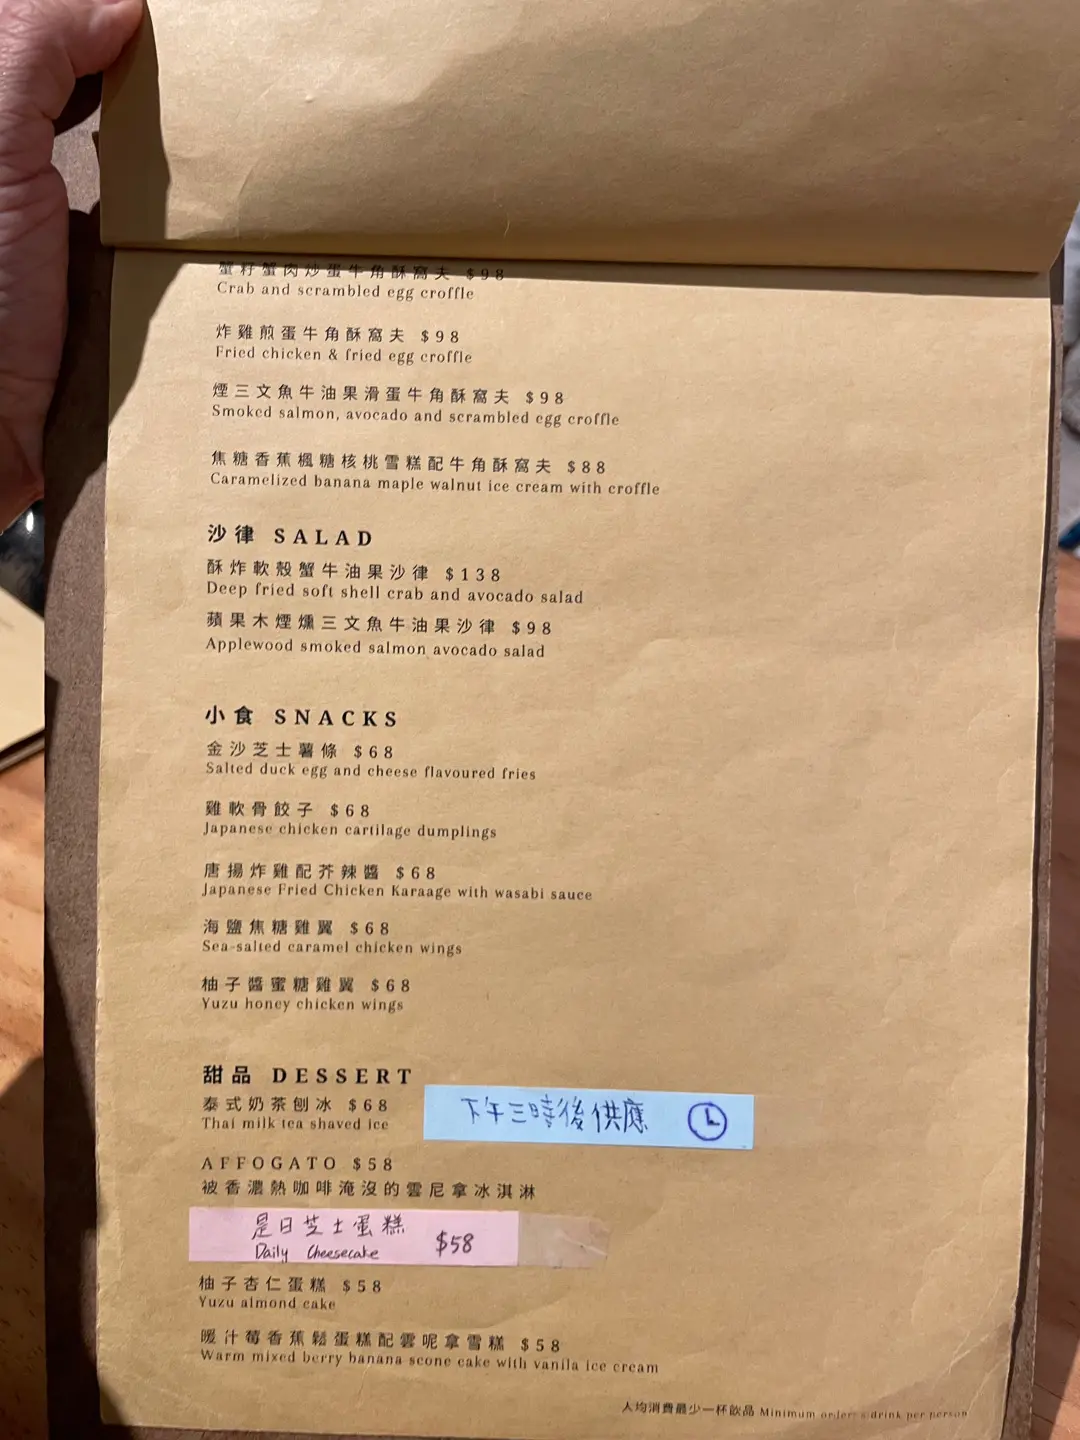 蟹籽蟹肉炒蛋牛角酥窩夫 $98
Crab and scrambled egg croffle
炸雞煎蛋牛角酥窩夫 $98
Fried chicken & fried egg croffle
煙三文魚牛油果滑蛋牛角酥窩夫 $98
Smoked salmon, avocado and scrambled egg croffle
焦糖香蕉楓糖核桃雪糕配牛角酥窩夫 $88
Caramelized banana maple walnut ice cream with croffle
沙律 SALAD
酥炸軟殼蟹牛油果沙律 $138
Deep fried soft shell crab and avocado salad
蘋果木煙燻三文魚牛油果沙律 $98
Applewood smoked salmon avocado salad
小食 SNACKS
金沙芝士薯條 $68
Salted duck egg and cheese flavoured fries
雞軟骨餃子 $68
Japanese chicken cartilage dumplings
唐揚炸雞配芥辣醬 $68
Japanese Fried Chicken Karaage with wasabi sauce
海鹽焦糖雞翼 $68
Sea-salted caramel chicken wings
柚子醬蜜糖雞翼 $68
Yuzu honey chicken wings
甜品 DESSERT
泰式奶茶刨冰 $68
Thai milk tea shaved ice
下午三時後供應
AFFOGATO $58
被香濃熱咖啡淹沒的雲尼拿冰淇淋
是日芝士蛋糕
Daily Cheesecake $58
柚子杏仁蛋糕 $58
Yuzu almond cake
暖汁莓香蕉鬆蛋糕配雲呢拿雪糕 $58
Warm mixed berry banana scone cake with vanila ice cream
人均消費最少一杯飲品 Minimum order: a drink per person